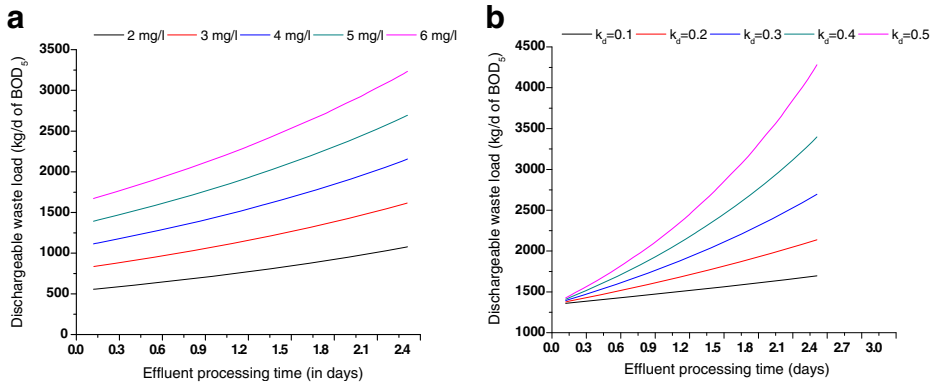 a
2 mg/l 3 mg/l 4 mg/l 5 mg/l 6 mg/l
Dischargeable waste load (kg/d of BOD5)
3500
3000
2500
2000
1500
1000
500
0
0.0 0.3 0.6 0.9 1.2 1.5 1.8 2.1 2.4
Effluent processing time (in days)
b
kd=0.1 kd=0.2 kd=0.3 kd=0.4 kd=0.5
Dischargeable waste load (kg/d of BOD5)
4500
4000
3500
3000
2500
2000
1500
1000
0.0 0.3 0.6 0.9 1.2 1.5 1.8 2.1 2.4 2.7 3.0
Effluent processing time (days)